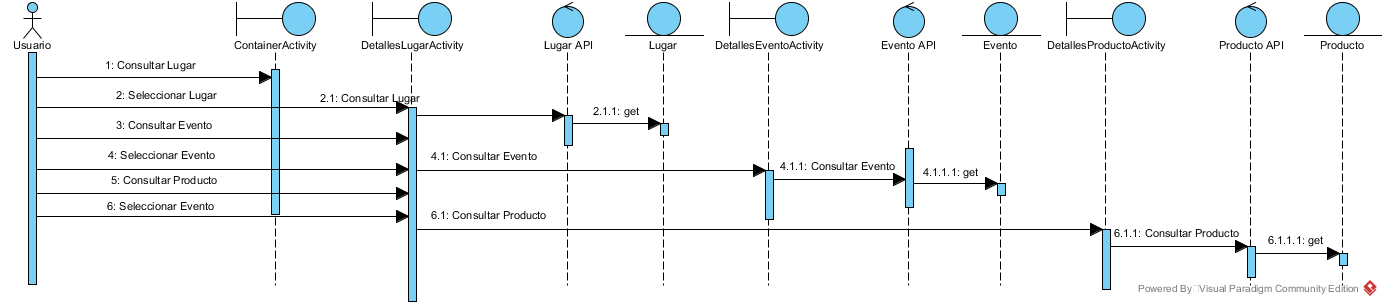 Usuario
ContainerActivity
DetallesLugarActivity
Lugar API
Lugar
DetallesEventoActivity
Evento API
Evento
DetallesProductoActivity
Producto API
Producto
1: Consultar Lugar
2: Seleccionar Lugar
2.1: Consultar Lugar
2.1.1: get
3: Consultar Evento
4: Seleccionar Evento
4.1: Consultar Evento
4.1.1: Consultar Evento
4.1.1.1: get
5: Consultar Producto
6: Seleccionar Evento
6.1: Consultar Producto
6.1.1: Consultar Producto
6.1.1.1: get
Powered By Visual Paradigm Community Edition